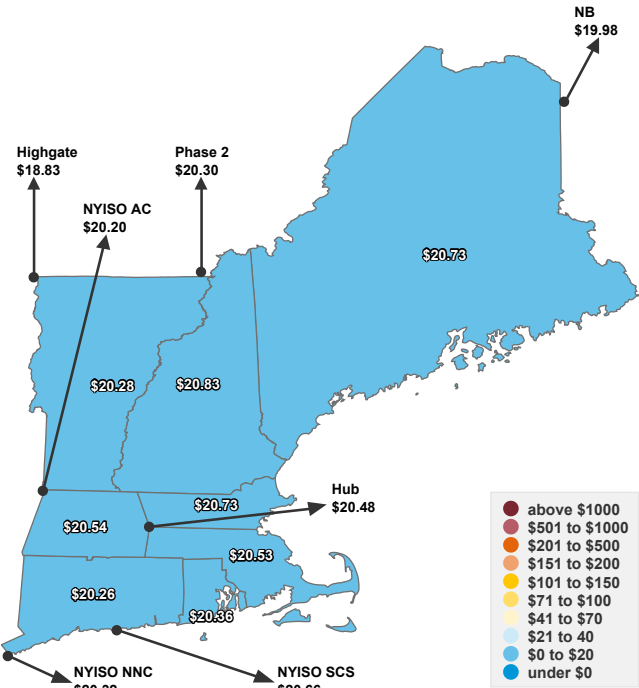 NB
$19.98
Highgate
$18.83
Phase 2
$20.30
NYISO AC
$20.20
$20.73
$20.28
$20.83
Hub
$20.48
$20.73
$20.54
$20.53
$20.26
$20.36
NYISO NNC
NYISO SCS
above $1000
$501 to $1000
$201 to $500
$151 to $200
$101 to $150
$71 to $100
$41 to $70
$21 to 40
$0 to $20
under $0